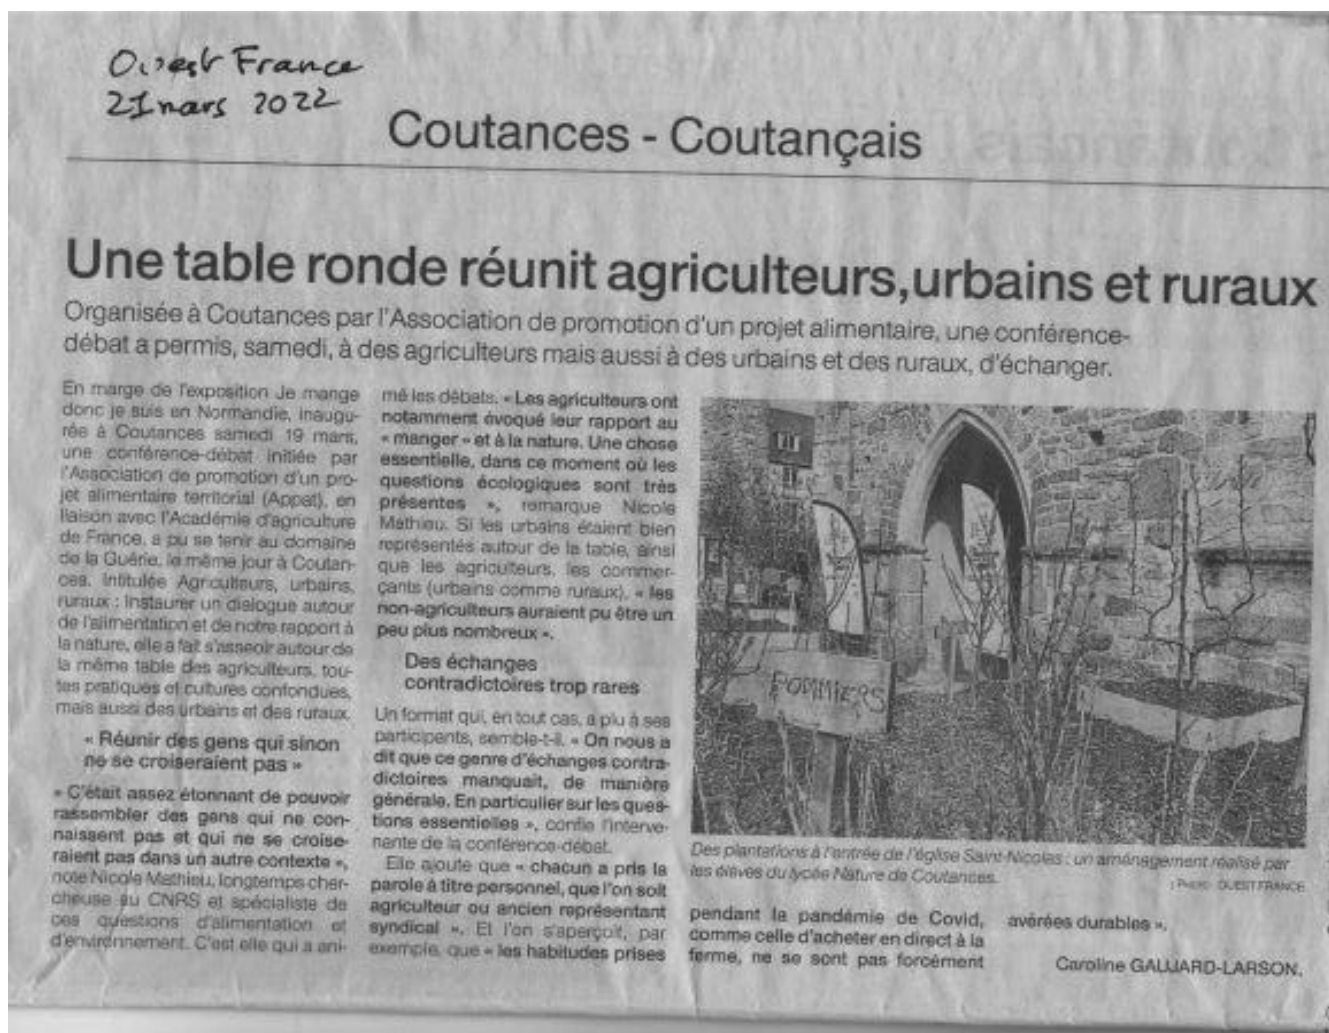 Ouest France
21 mars 2022
Coutances - Coutançais
Une table ronde réunit agriculteurs, urbains et ruraux
Organisée à Coutances par l'Association de promotion d'un projet alimentaire, une conférence-
débat a permis, samedi, à des agriculteurs mais aussi à des urbains et des ruraux, d'échanger.
En marge de l'exposition Je mange
donc je suis en Normandie, inaugu-
rée à Coutances samedi 19 mars,
une conférence-débat initiée par
l'Association de promotion d'un pro-
jet alimentaire territorial (Appat), en
liaison avec l'Académie d'agriculture
de France, a pu se tenir au domaine
de la Guérie, le même jour à Coutan-
ces. Intitulée Agriculteurs, urbains,
ruraux : Instaurer un dialogue autour
de l'alimentation et de notre rapport à
la nature, elle a fait s'asseoir autour de
la même table des agriculteurs, tou-
tes pratiques et cultures confondues,
mais aussi des urbains et des ruraux.
« Réunir des gens qui sinon
ne se croiseraient pas »
« C'était assez étonnant de pouvoir
rassembler des gens qui ne con-
naissent pas et qui ne se croise-
raient pas dans un autre contexte »,
note Nicole Mathieu, longtemps cher-
cheuse au CNRS et spécialiste de
ces questions d'alimentation et
d'environnement. C'est elle qui a ani-
mé les débats. « Les agriculteurs ont
notamment évoqué leur rapport au
« manger » et à la nature. Une chose
essentielle, dans ce moment où les
questions écologiques sont très
présentes », remarque Nicole
Mathieu. Si les urbains étaient bien
représentés autour de la table, ainsi
que les agriculteurs, les commer-
çants (urbains comme ruraux), « les
non-agriculteurs auraient pu être un
peu plus nombreux ».
Des échanges
contradictoires trop rares
Un format qui, en tout cas, a plu à ses
participants, semble-t-il. « On nous a
dit que ce genre d'échanges contra-
dictoires manquait, de manière
générale. En particulier sur les ques-
tions essentielles », confie l'interve-
nante de la conférence-débat.
Elle ajoute que « chacun a pris la
parole à titre personnel, que l'on soit
agriculteur ou ancien représentant
syndical ». Et l'on s'aperçoit, par
exemple, que « les habitudes prises
POMMIERS
Des plantations à l'entrée de l'église Saint-Nicolas : un aménagement réalisé par
les élèves du lycée Nature de Coutances.
| PHOTO : OUEST-FRANCE
pendant la pandémie de Covid,
comme celle d'acheter en direct à la
ferme, ne se sont pas forcément
avérées durables ».
Caroline GAUJARD-LARSON.